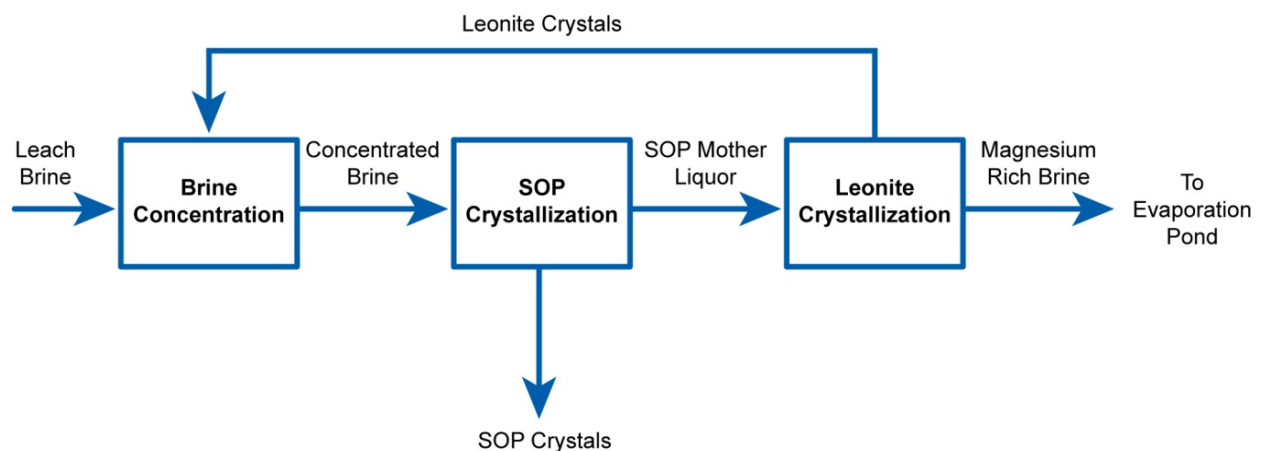 Leonite Crystals
Leach
Brine
Brine
Concentration
Concentrated
Brine
SOP
Crystallization
SOP Mother
Liquor
Leonite
Crystallization
Magnesium
Rich Brine
To
Evaporation
Pond
SOP Crystals